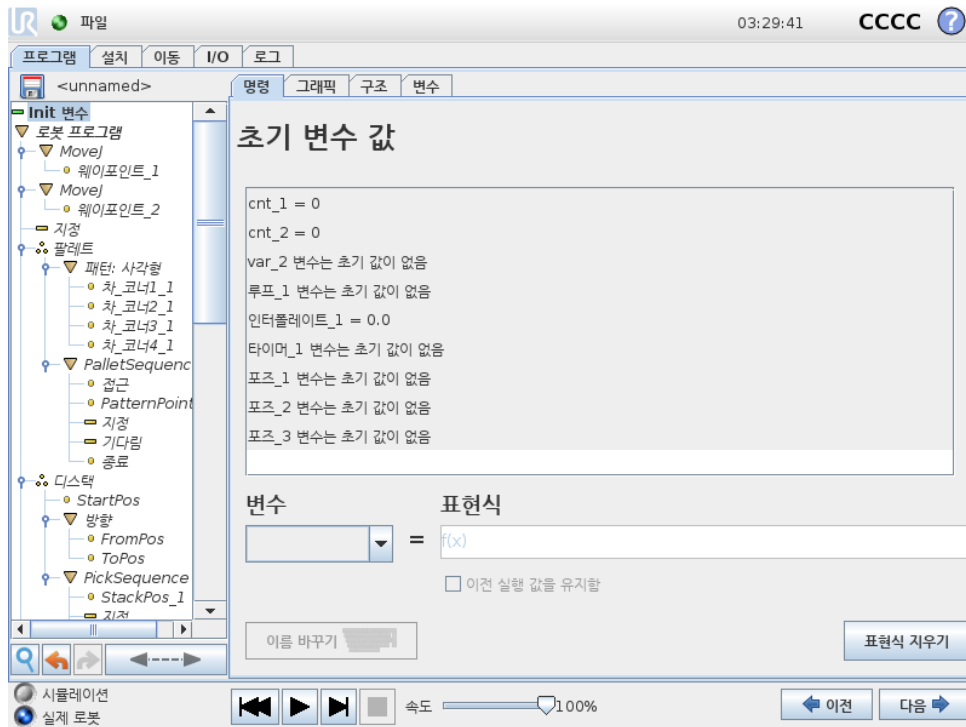 UR 파일 03:29:41 CCCC ?
프로그램 설치 이동 I/O 로그
<unnamed> 명령 그래픽 구조 변수
Init 변수
로봇 프로그램
MoveJ
웨이포인트_1
MoveJ
웨이포인트_2
지정
팔레트
패턴: 사각형
차_코너1_1
차_코너2_1
차_코너3_1
차_코너4_1
PalletSequenc
접근
PatternPoint
지정
기다림
종료
디스택
StartPos
방향
FromPos
ToPos
PickSequence
StackPos_1
지정
초기 변수 값
cnt_1 = 0
cnt_2 = 0
var_2 변수는 초기 값이 없음
루프_1 변수는 초기 값이 없음
인터폴레이트_1 = 0.0
타이머_1 변수는 초기 값이 없음
포즈_1 변수는 초기 값이 없음
포즈_2 변수는 초기 값이 없음
포즈_3 변수는 초기 값이 없음
변수 표현식
= f(x)
이전 실행 값을 유지함
이름 바꾸기 표현식 지우기
시뮬레이션
실제 로봇
속도 100% 이전 다음